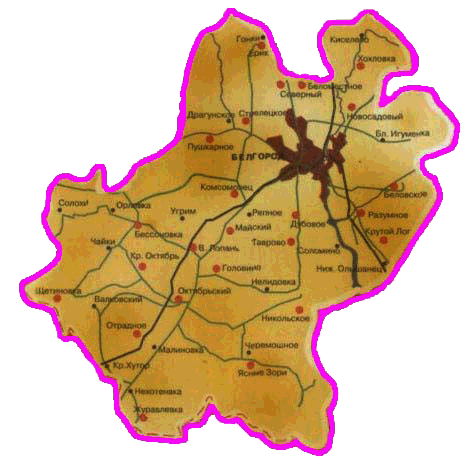 Гонки
Ерик
Киселево
Хохловка
Беломестное
Северный
Драгунское
Стрелецкое
Новосадовый
Пушкарное
Бл. Игуменка
БЕЛГОРОД
Комсомолец
Беловское
Солохи
Орловка
Угрим
Репное
Разумное
Дубовое
Майский
Бессоновка
Крутой Лог
Чайки
В. Лопань
Таврово
Соломино
Кр. Октябрь
Головино
Ниж. Ольшанец
Щетиновка
Октябрьский
Нелидовка
Валковский
Никольское
Отрадное
Малиновка
Черемошное
Кр.Хутор
Ясные Зори
Нехотеевка
Журавлевка